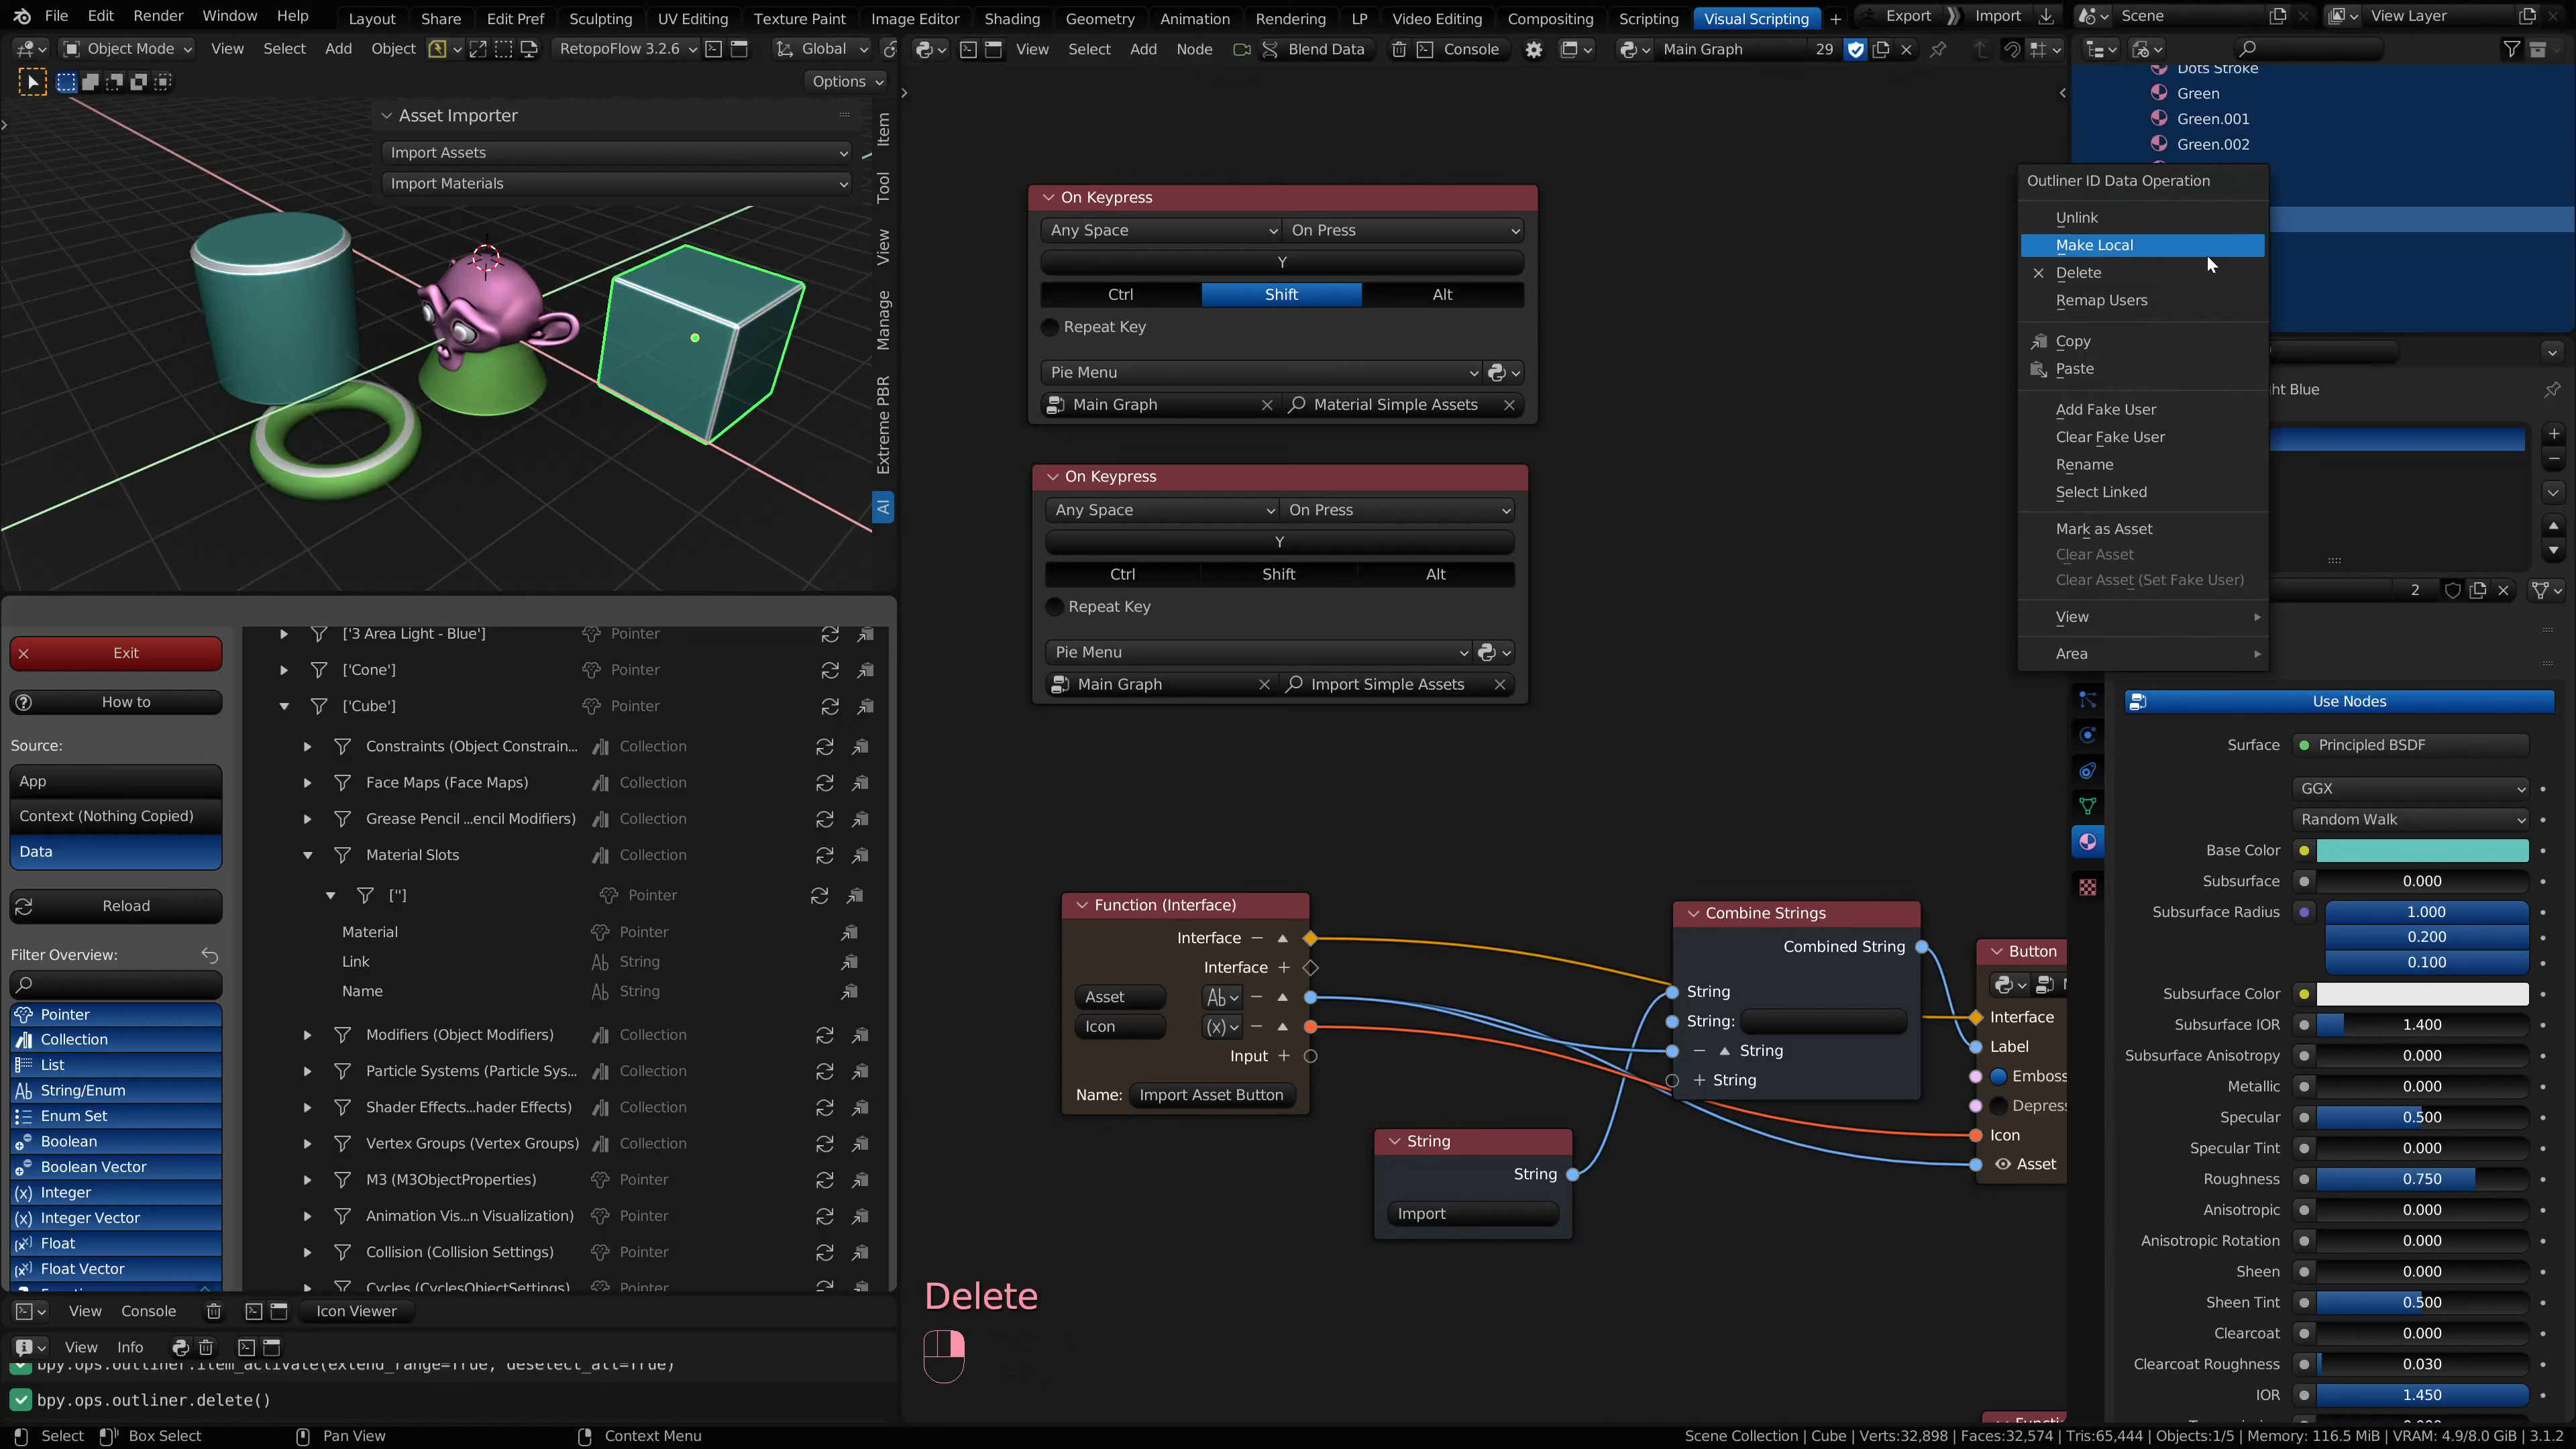 File Edit Render Window Help Layout Share Edit Pref Sculpting UV Editing Texture Paint Image Editor Shading Geometry Animation Rendering LP Video Editing Compositing Scripting Visual Scripting + Export Import Scene View Layer
Object Mode View Select Add Object RetopoFlow 3.2.6 Global
View Select Add Node Blend Data Console Main Graph 29
Options
Asset Importer
Import Assets
Import Materials
Item
Tool
View
Manage
Extreme PBR
AI
On Keypress
Any Space On Press
Y
Ctrl Shift Alt
Repeat Key
Pie Menu
Main Graph Material Simple Assets
On Keypress
Any Space On Press
Y
Ctrl Shift Alt
Repeat Key
Pie Menu
Main Graph Import Simple Assets
Dots Stroke
Green
Green.001
Green.002
Outliner ID Data Operation
Unlink
Make Local
Delete
Remap Users
Copy
Paste
Add Fake User
Clear Fake User
Rename
Select Linked
Mark as Asset
Clear Asset
Clear Asset (Set Fake User)
View
Area
ht Blue
2
Exit
How to
Source:
App
Context (Nothing Copied)
Data
Reload
Filter Overview:
Pointer
Collection
List
String/Enum
Enum Set
Boolean
Boolean Vector
Integer
Integer Vector
Float
Float Vector
['3 Area Light - Blue'] Pointer
['Cone'] Pointer
['Cube'] Pointer
Constraints (Object Constrain... Collection
Face Maps (Face Maps) Collection
Grease Pencil ...encil Modifiers) Collection
Material Slots Collection
[''] Pointer
Material Pointer
Link String
Name String
Modifiers (Object Modifiers) Collection
Particle Systems (Particle Sys... Collection
Shader Effects...hader Effects) Collection
Vertex Groups (Vertex Groups) Collection
M3 (M3ObjectProperties) Pointer
Animation Vis...n Visualization) Pointer
Collision (Collision Settings) Pointer
Cycles (CyclesObjectSettings) Pointer
Function (Interface)
Interface
Interface
Asset
Icon
Input
Name: Import Asset Button
String
String
Import
Combine Strings
Combined String
String
String:
String
String
Button
Interface
Label
Emboss
Depres
Icon
Asset
Use Nodes
Surface Principled BSDF
GGX
Random Walk
Base Color
Subsurface 0.000
Subsurface Radius 1.000
0.200
0.100
Subsurface Color
Subsurface IOR 1.400
Subsurface Anisotropy 0.000
Metallic 0.000
Specular 0.500
Specular Tint 0.000
Roughness 0.750
Anisotropic 0.000
Anisotropic Rotation 0.000
Sheen 0.000
Sheen Tint 0.500
Clearcoat 0.000
Clearcoat Roughness 0.030
IOR 1.450
Delete
View Console Icon Viewer
View Info
bpy.ops.outliner.item_activate(extend_range=True, deselect_all=True)
bpy.ops.outliner.delete()
Select Box Select Pan View Context Menu
Scene Collection | Cube | Verts:32,898 | Faces:32,574 | Tris:65,444 | Objects:1/5 | Memory: 116.5 MiB | VRAM: 4.9/8.0 GiB | 3.1.2